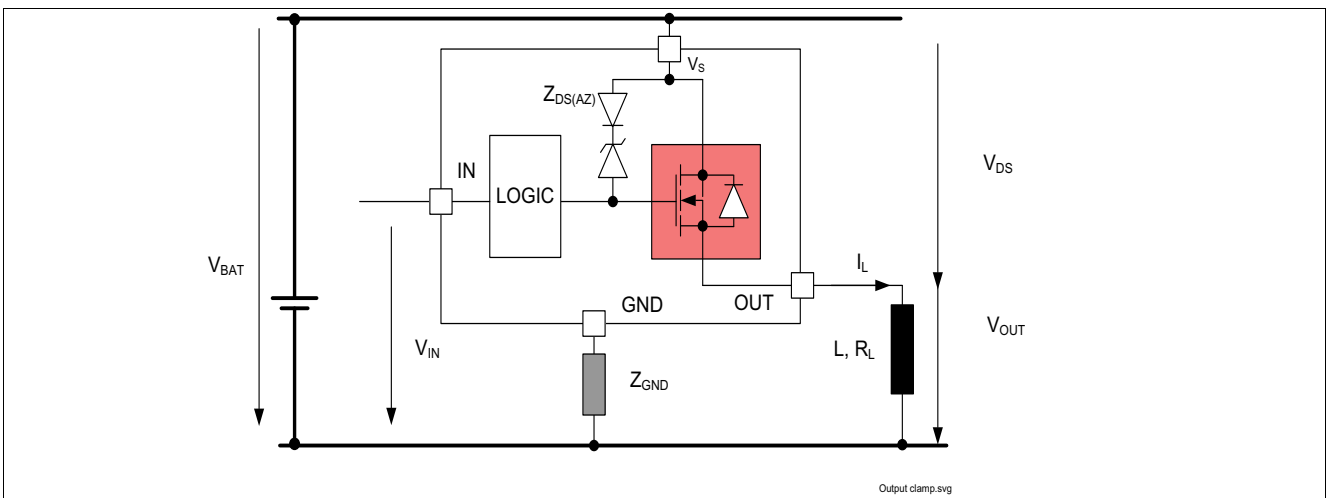 VS
ZDS(AZ)
IN
LOGIC
VDS
VBAT
IL
GND
OUT
VOUT
VIN
L, RL
ZGND
Output clamp.svg